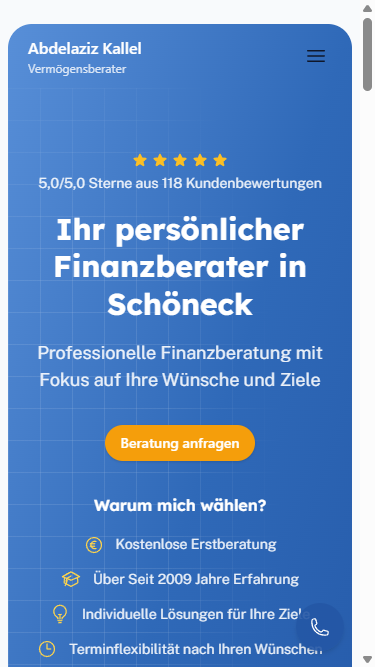 Abdelaziz Kallel
Vermögensberater
5,0/5,0 Sterne aus 118 Kundenbewertungen
Ihr persönlicher
Finanzberater in
Schöneck
Professionelle Finanzberatung mit
Fokus auf Ihre Wünsche und Ziele
Beratung anfragen
Warum mich wählen?
Kostenlose Erstberatung
Über Seit 2009 Jahre Erfahrung
Individuelle Lösungen für Ihre Ziele
Terminflexibilität nach Ihren Wünschen